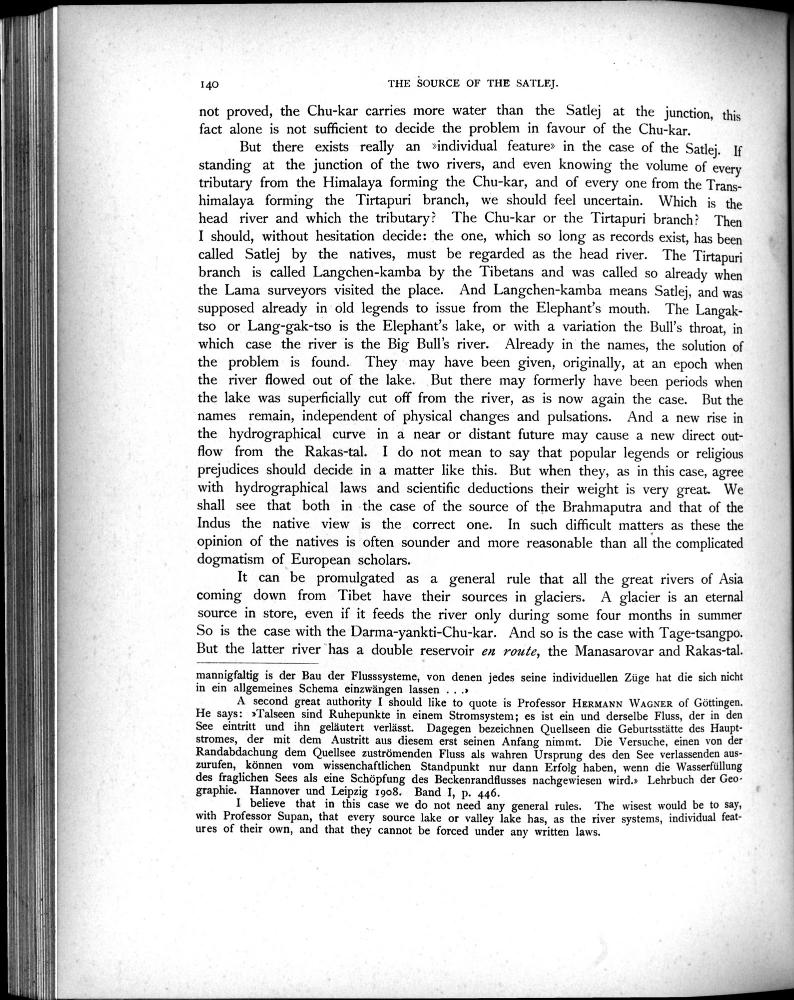 140 THE SOURCE OF THE SATLEJ.
not proved, the Chu-kar carries more water than the Satlej at the junction, this
fact alone is not sufficient to decide the problem in favour of the Chu-kar.
But there exists really an »individual feature» in the case of the Satlej. If
standing at the junction of the two rivers, and even knowing the volume of every
tributary from the Himalaya forming the Chu-kar, and of every one from the Trans-
himalaya forming the Tirtapuri branch, we should feel uncertain. Which is the
head river and which the tributary? The Chu-kar or the Tirtapuri branch? Then
I should, without hesitation decide: the one, which so long as records exist, has been
called Satlej by the natives, must be regarded as the head river. The Tirtapuri
branch is called Langchen-kamba by the Tibetans and was called so already when
the Lama surveyors visited the place. And Langchen-kamba means Satlej, and was
supposed already in old legends to issue from the Elephant's mouth. The Langak-
tso or Lang-gak-tso is the Elephant's lake, or with a variation the Bull's throat, in
which case the river is the Big Bull's river. Already in the names, the solution of
the problem is found. They may have been given, originally, at an epoch when
the river flowed out of the lake. But there may formerly have been periods when
the lake was superficially cut off from the river, as is now again the case. But the
names remain, independent of physical changes and pulsations. And a new rise in
the hydrographical curve in a near or distant future may cause a new direct out-
flow from the Rakas-tal. I do not mean to say that popular legends or religious
prejudices should decide in a matter like this. But when they, as in this case, agree
with hydrographical laws and scientific deductions their weight is very great. We
shall see that both in the case of the source of the Brahmaputra and that of the
Indus the native view is the correct one. In such difficult matters as these the
opinion of the natives is often sounder and more reasonable than all the complicated
dogmatism of European scholars.
It can be promulgated as a general rule that all the great rivers of Asia
coming down from Tibet have their sources in glaciers. A glacier is an eternal
source in store, even if it feeds the river only during some four months in summer
So is the case with the Darma-yankti-Chu-kar. And so is the case with Tage-tsangpo.
But the latter river has a double reservoir en route, the Manasarovar and Rakas-tal.
mannigfaltig is der Bau der Flusssysteme, von denen jedes seine individuellen Züge hat die sich nicht
in ein allgemeines Schema einzwängen lassen . . .»
A second great authority I should like to quote is Professor HERMANN WAGNER of Göttingen.
He says: »Talseen sind Ruhepunkte in einem Stromsystem; es ist ein und derselbe Fluss, der in den
See eintritt und ihn geläutert verlässt. Dagegen bezeichnen Quellseen die Geburtsstätte des Haupt-
stromes, der mit dem Austritt aus diesem erst seinen Anfang nimmt. Die Versuche, einen von der
Randabdachung dem Quellsee zuströmenden Fluss als wahren Ursprung des den See verlassenden aus-
zurufen, können vom wissenchaftlichen Standpunkt nur dann Erfolg haben, wenn die Wasserfüllung
des fraglichen Sees als eine Schöpfung des Beckenrandflusses nachgewiesen wird.» Lehrbuch der Geo-
graphie. Hannover und Leipzig 1908. Band I, p. 446.
I believe that in this case we do not need any general rules. The wisest would be to say,
with Professor Supan, that every source lake or valley lake has, as the river systems, individual feat-
ures of their own, and that they cannot be forced under any written laws.